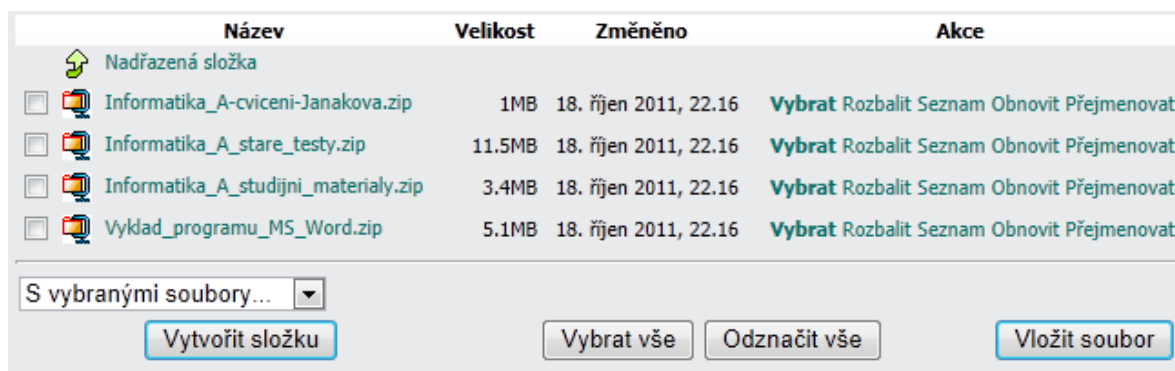 Název Velikost Změněno Akce
Nadřazená složka
Informatika_A-cviceni-Janakova.zip 1MB 18. říjen 2011, 22.16 Vybrat Rozbalit Seznam Obnovit Přejmenovat
Informatika_A_stare_testy.zip 11.5MB 18. říjen 2011, 22.16 Vybrat Rozbalit Seznam Obnovit Přejmenovat
Informatika_A_studijni_materialy.zip 3.4MB 18. říjen 2011, 22.16 Vybrat Rozbalit Seznam Obnovit Přejmenovat
Vyklad_programu_MS_Word.zip 5.1MB 18. říjen 2011, 22.16 Vybrat Rozbalit Seznam Obnovit Přejmenovat
S vybranými soubory...
Vytvořit složku Vybrat vše Odznačit vše Vložit soubor